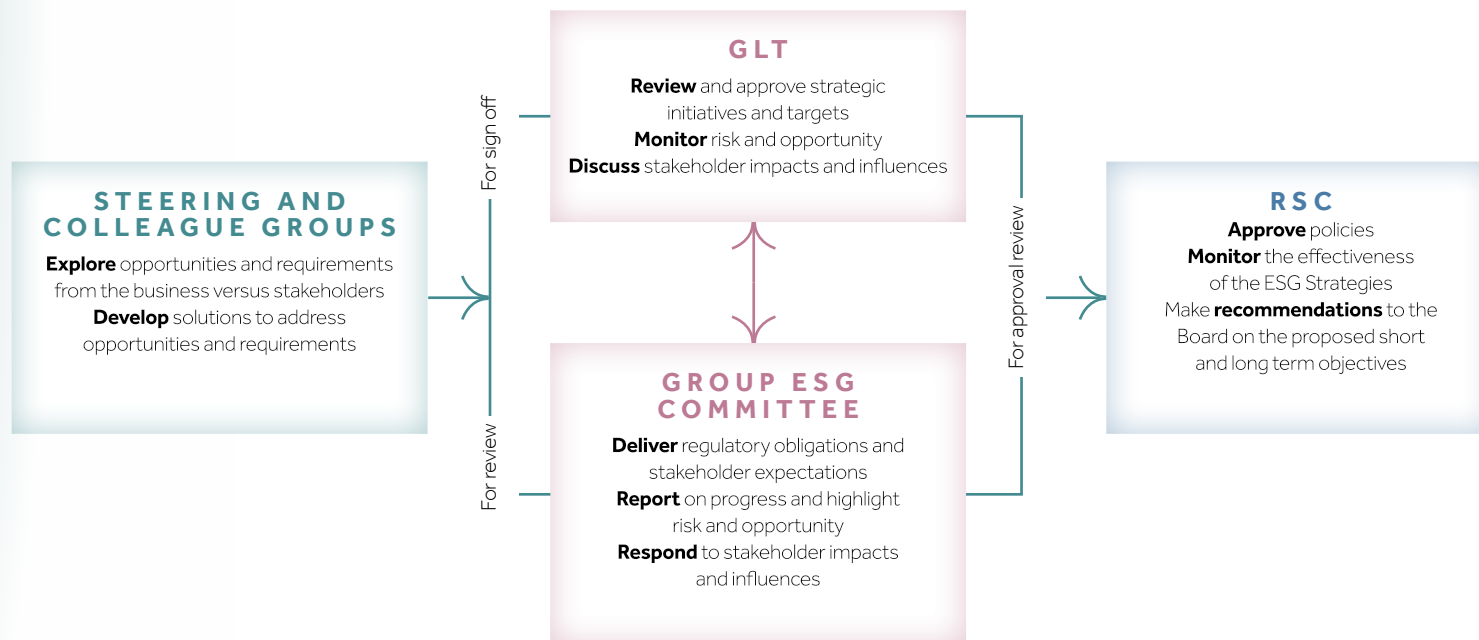 STEERING AND
COLLEAGUE GROUPS
Explore opportunities and requirements
from the business versus stakeholders
Develop solutions to address
opportunities and requirements
For sign off
For review
GLT
Review and approve strategic
initiatives and targets
Monitor risk and opportunity
Discuss stakeholder impacts and influences
GROUP ESG
COMMITTEE
Deliver regulatory obligations and
stakeholder expectations
Report on progress and highlight
risk and opportunity
Respond to stakeholder impacts
and influences
For approval review
RSC
Approve policies
Monitor the effectiveness
of the ESG Strategies
Make recommendations to the
Board on the proposed short
and long term objectives